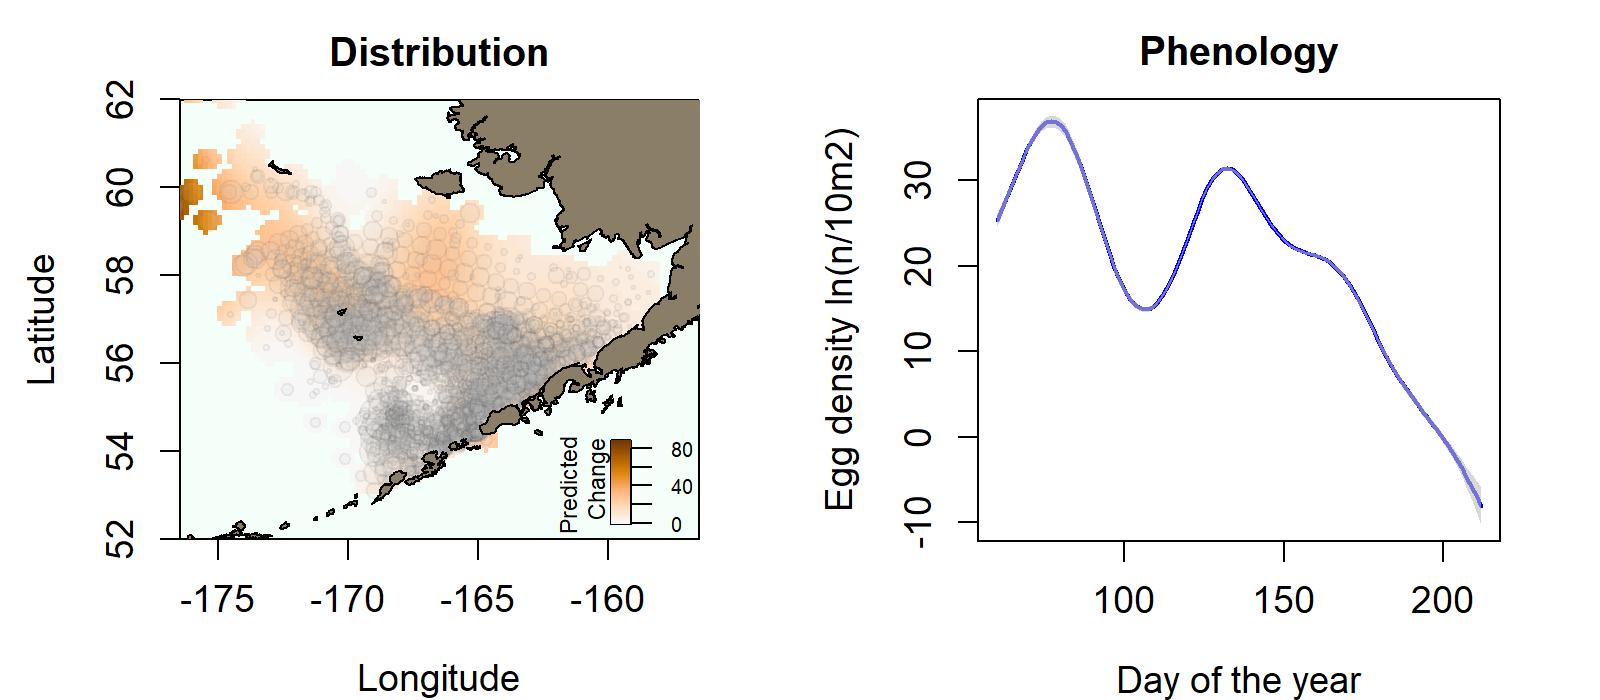 Distribution
Latitude
62
60
58
56
54
52
-175
-170
-165
-160
Longitude
Predicted
Change
80
40
0
Phenology
Egg density ln(n/10m2)
30
20
10
0
-10
100
150
200
Day of the year